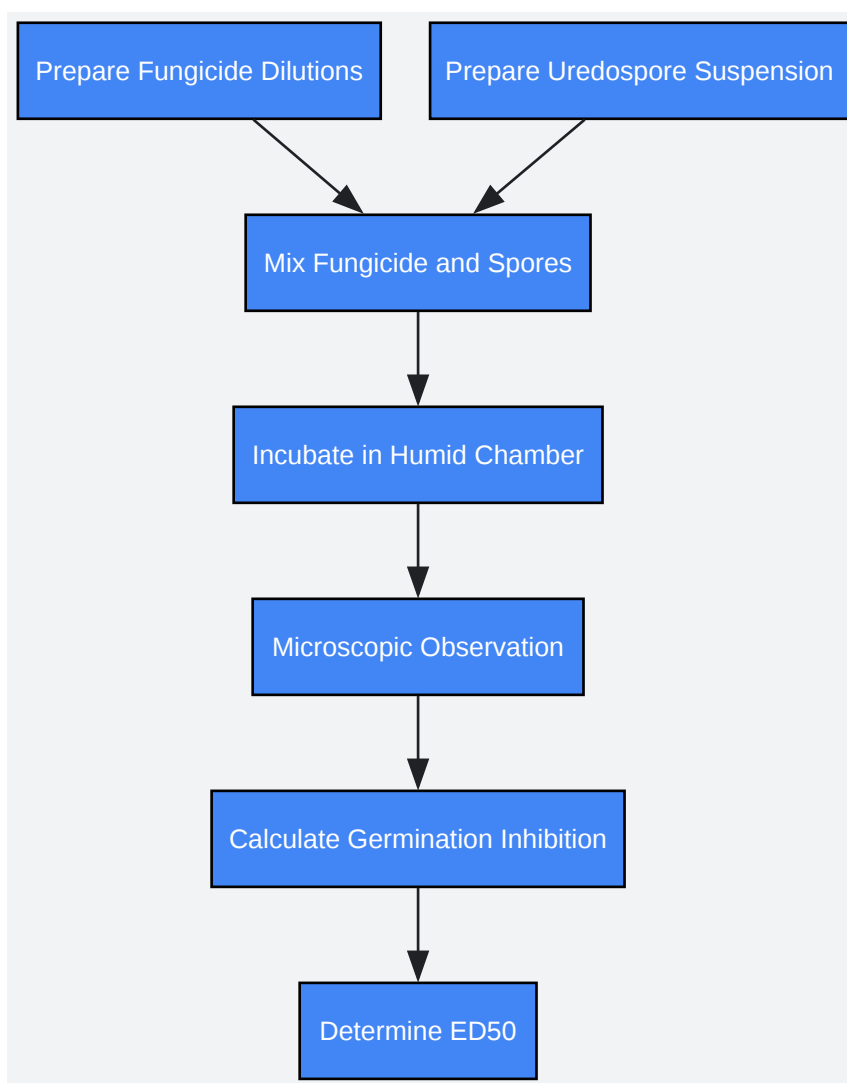 Prepare Fungicide Dilutions
Prepare Uredospore Suspension
Mix Fungicide and Spores
Incubate in Humid Chamber
Microscopic Observation
Calculate Germination Inhibition
Determine ED50